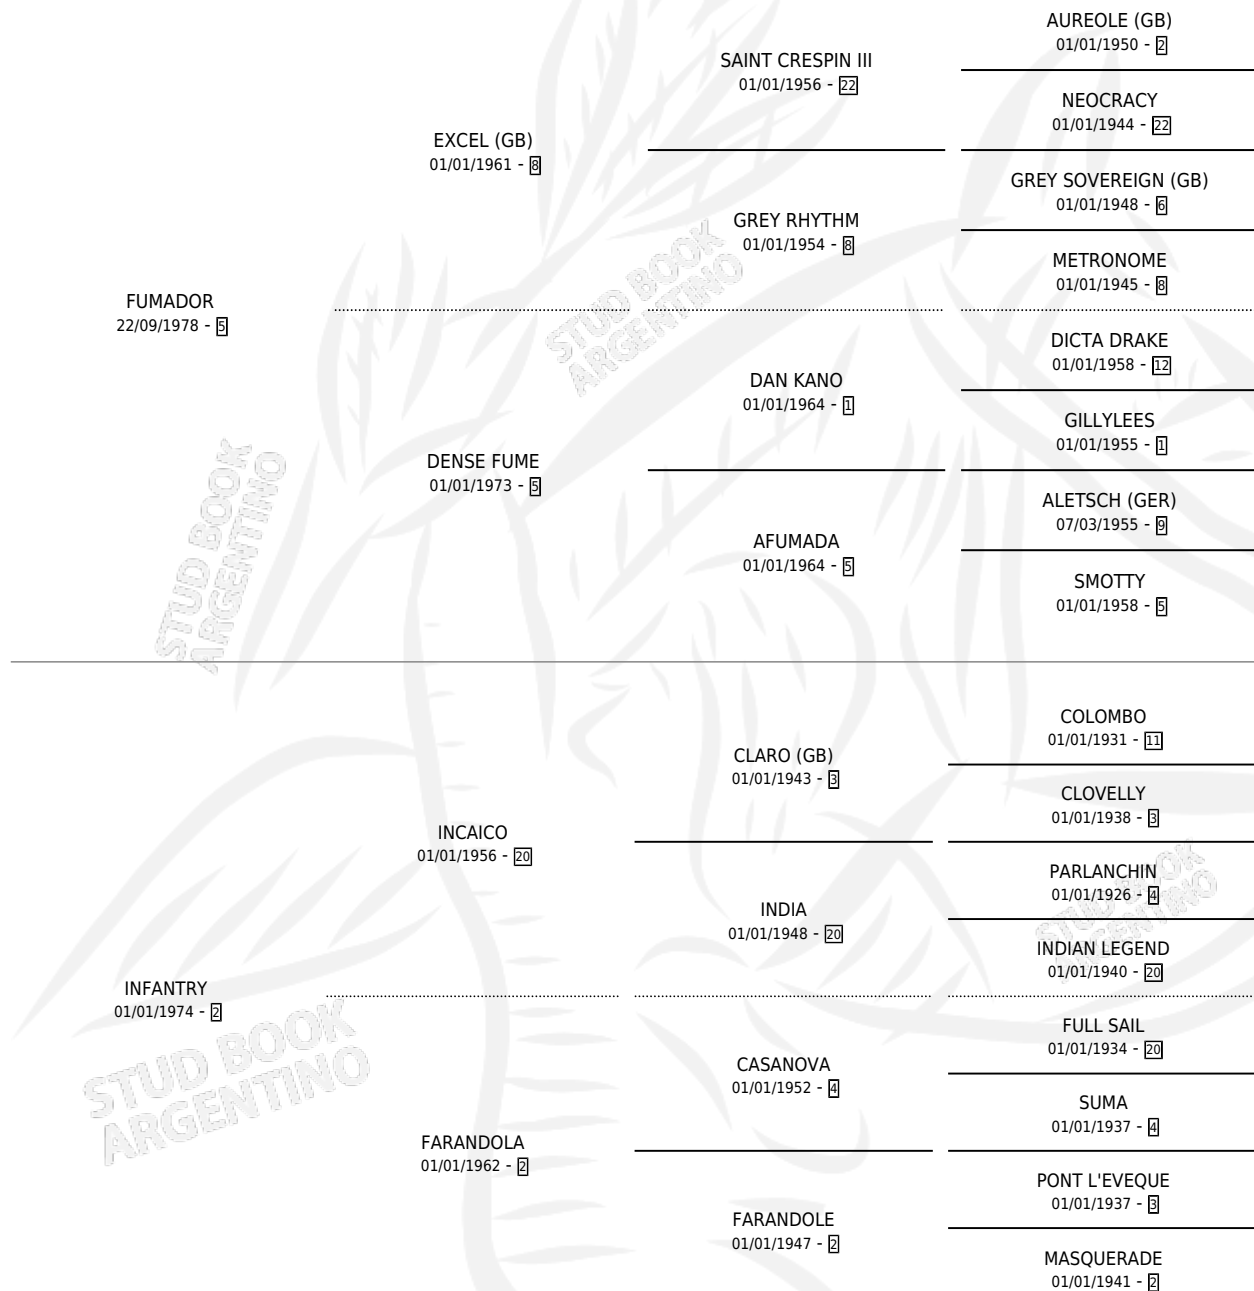 AUREOLE (GB)
01/01/1950 - 2
SAINT CRESPIN III
01/01/1956 - 22
NEOCRACY
01/01/1944 - 22
EXCEL (GB)
01/01/1961 - 8
GREY SOVEREIGN (GB)
01/01/1948 - 6
GREY RHYTHM
01/01/1954 - 8
METRONOME
01/01/1945 - 8
FUMADOR
22/09/1978 - 5
STUD BOOK
ARGENTINO
DICTA DRAKE
01/01/1958 - 12
DAN KANO
01/01/1964 - 1
GILLYLEES
01/01/1955 - 1
DENSE FUME
01/01/1973 - 5
ALETSCH (GER)
07/03/1955 - 9
AFUMADA
01/01/1964 - 5
SMOTTY
01/01/1958 - 5
STUD BOOK
ARGENTINO
COLOMBO
01/01/1931 - 11
CLARO (GB)
01/01/1943 - 3
CLOVELLY
01/01/1938 - 3
INCAICO
01/01/1956 - 20
PARLANCHIN
01/01/1926 - 4
INDIA
01/01/1948 - 20
STUD BOOK
ARGENTINO
INDIAN LEGEND
01/01/1940 - 20
INFANTRY
01/01/1974 - 2
FULL SAIL
01/01/1934 - 20
CASANOVA
01/01/1952 - 4
STUD BOOK
ARGENTINO
SUMA
01/01/1937 - 4
FARANDOLA
01/01/1962 - 2
PONT L'EVEQUE
01/01/1937 - 3
FARANDOLE
01/01/1947 - 2
MASQUERADE
01/01/1941 - 2